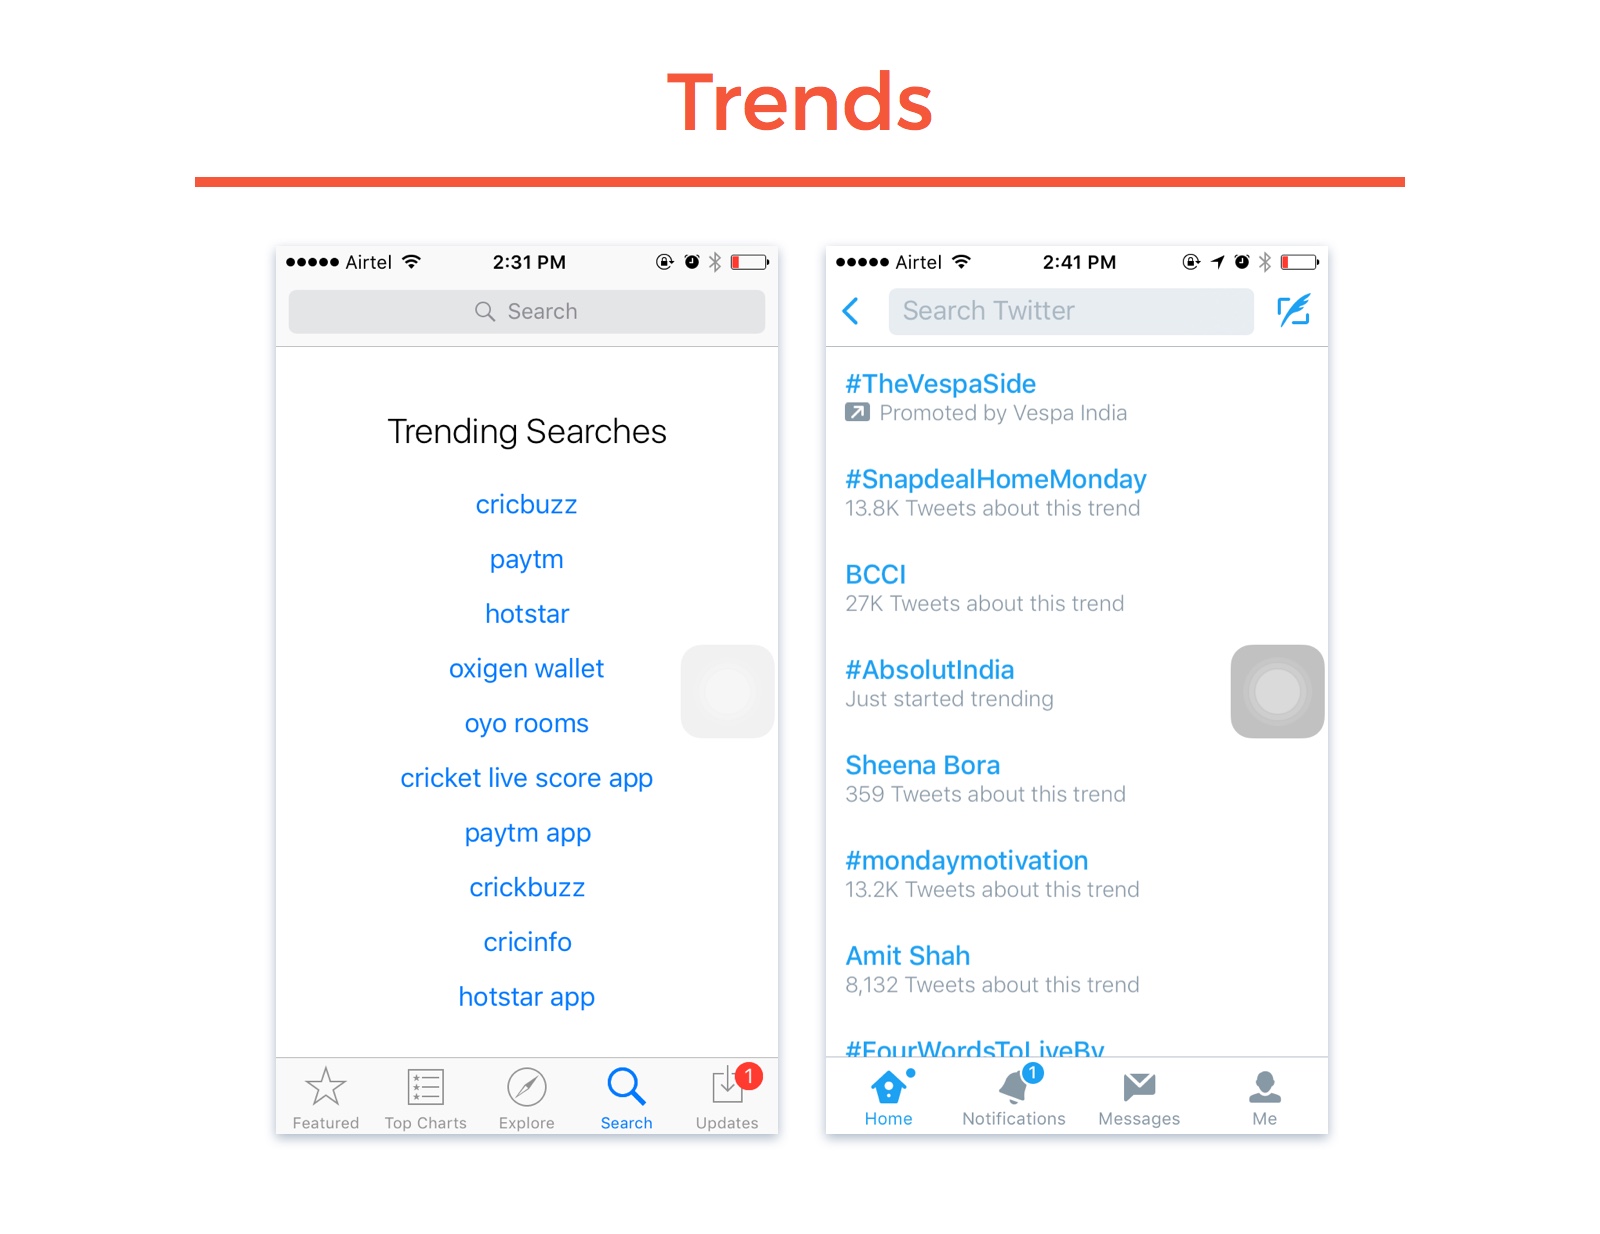 Trends
Airtel 2:31 PM
Search
Trending Searches
cricbuzz
paytm
hotstar
oxigen wallet
oyo rooms
cricket live score app
paytm app
crickbuzz
cricinfo
hotstar app
Featured Top Charts Explore Search Updates 1
Airtel 2:41 PM
Search Twitter
#TheVespaSide
Promoted by Vespa India
#SnapdealHomeMonday
13.8K Tweets about this trend
BCCI
27K Tweets about this trend
#AbsolutIndia
Just started trending
Sheena Bora
359 Tweets about this trend
#mondaymotivation
13.2K Tweets about this trend
Amit Shah
8,132 Tweets about this trend
#FourWordsToLiveBy
1
Home Notifications Messages Me